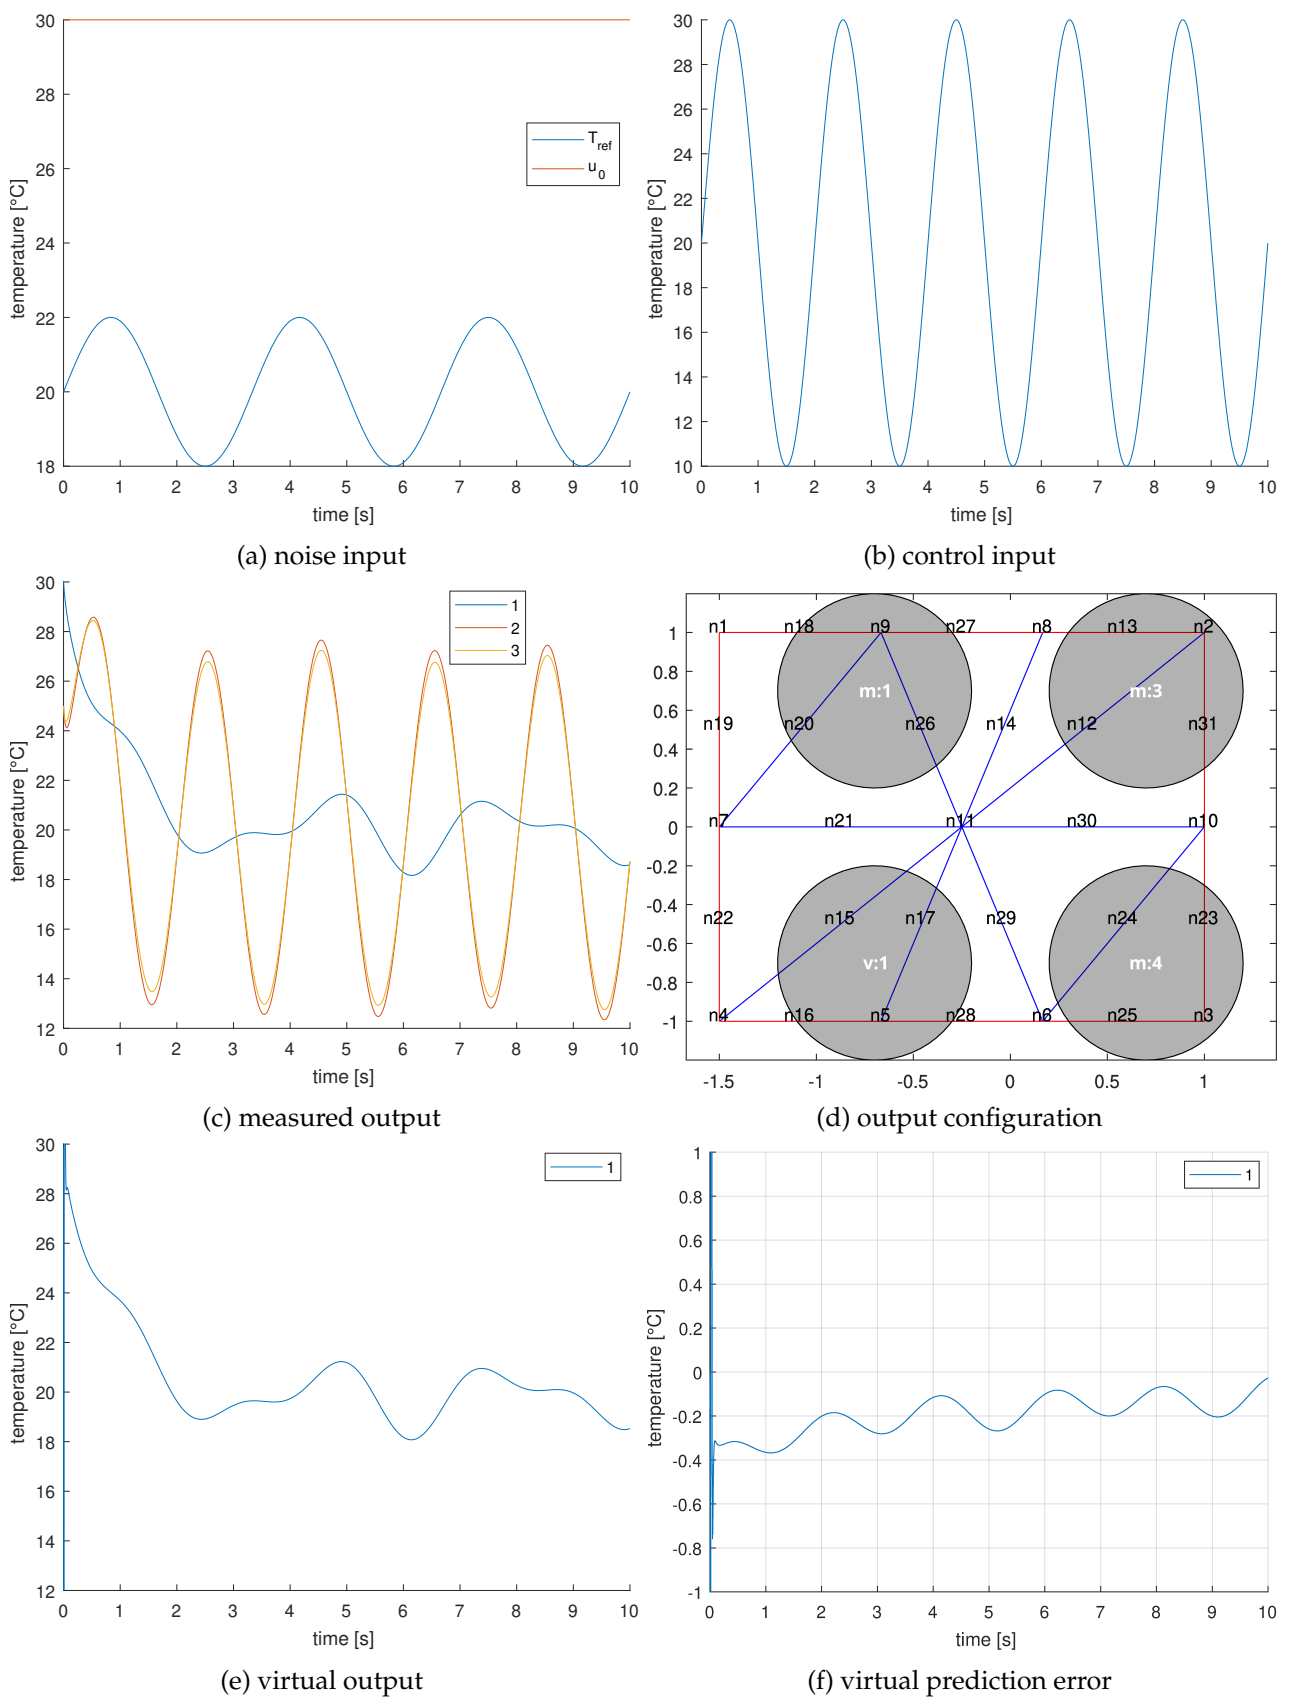 30
28
26
24
22
20
18
temperature [°C]
T_ref
u_0
0 1 2 3 4 5 6 7 8 9 10
time [s]
(a) noise input
30
28
26
24
22
20
18
16
14
12
10
temperature [°C]
0 1 2 3 4 5 6 7 8 9 10
time [s]
(b) control input
30
28
26
24
22
20
18
16
14
12
temperature [°C]
1
2
3
0 1 2 3 4 5 6 7 8 9 10
time [s]
(c) measured output
1
0.8
0.6
0.4
0.2
0
-0.2
-0.4
-0.6
-0.8
-1
n1 n18 n9 n27 n8 n13 n2
m:1 m:3
n19 n20 n26 n14 n12 n31
n7 n21 n11 n30 n10
n22 n15 n17 n29 n24 n23
v:1 m:4
n4 n16 n5 n28 n6 n25 n3
-1.5 -1 -0.5 0 0.5 1
(d) output configuration
30
28
26
24
22
20
18
16
14
12
temperature [°C]
1
0 1 2 3 4 5 6 7 8 9 10
time [s]
(e) virtual output
1
0.8
0.6
0.4
0.2
0
-0.2
-0.4
-0.6
-0.8
-1
temperature [°C]
1
0 1 2 3 4 5 6 7 8 9 10
time [s]
(f) virtual prediction error